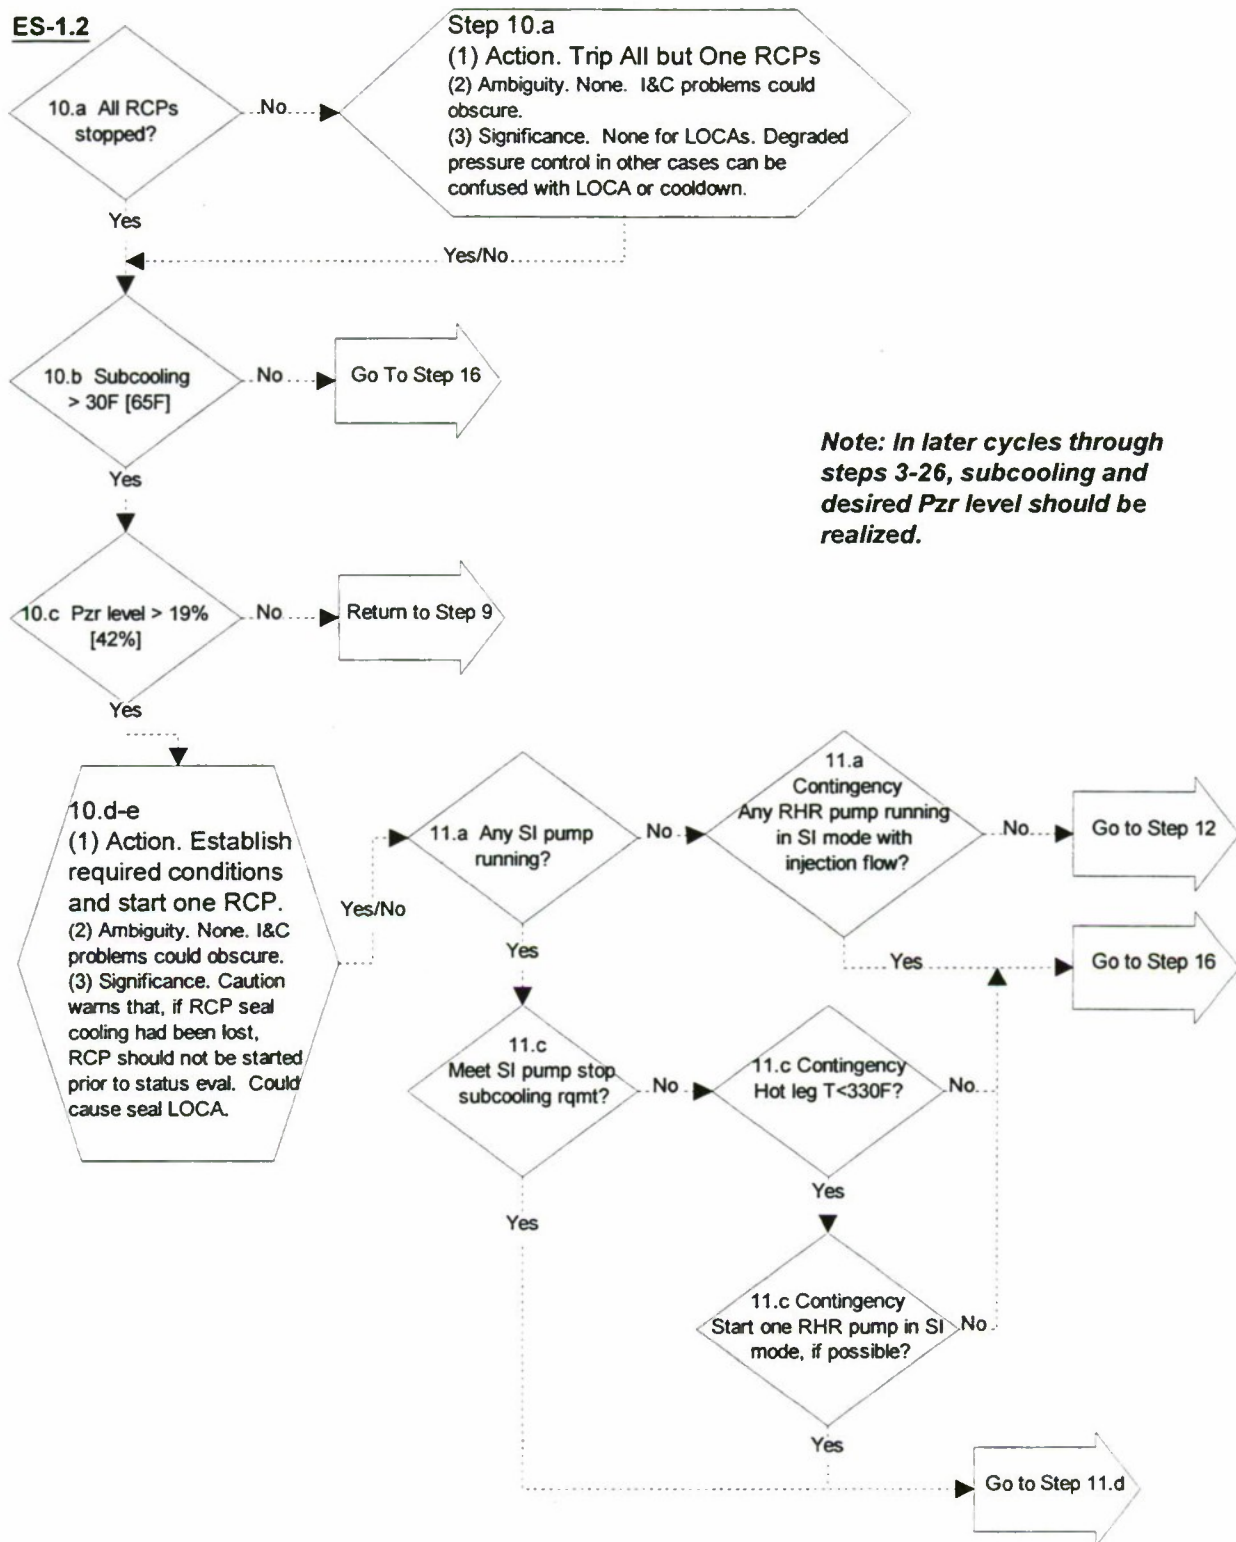 ES-1.2
10.a All RCPs
stopped?
No
Step 10.a
(1) Action. Trip All but One RCPs
(2) Ambiguity. None. I&C problems could
obscure.
(3) Significance. None for LOCAs. Degraded
pressure control in other cases can be
confused with LOCA or cooldown.
Yes
Yes/No
10.b Subcooling
> 30F [65F]
No
Go To Step 16
Note: In later cycles through
steps 3-26, subcooling and
desired Pzr level should be
realized.
Yes
10.c Pzr level > 19%
[42%]
No
Return to Step 9
Yes
10.d-e
(1) Action. Establish
required conditions
and start one RCP.
(2) Ambiguity. None. I&C
problems could obscure.
(3) Significance. Caution
warns that, if RCP seal
cooling had been lost,
RCP should not be started
prior to status eval. Could
cause seal LOCA.
Yes/No
11.a Any SI pump
running?
No
11.a
Contingency
Any RHR pump running
in SI mode with
injection flow?
No
Go to Step 12
Yes
Yes
Go to Step 16
11.c
Meet SI pump stop
subcooling rqmt?
No
11.c Contingency
Hot leg T<330F?
No
Yes
Yes
11.c Contingency
Start one RHR pump in SI
mode, if possible?
No
Yes
Go to Step 11.d